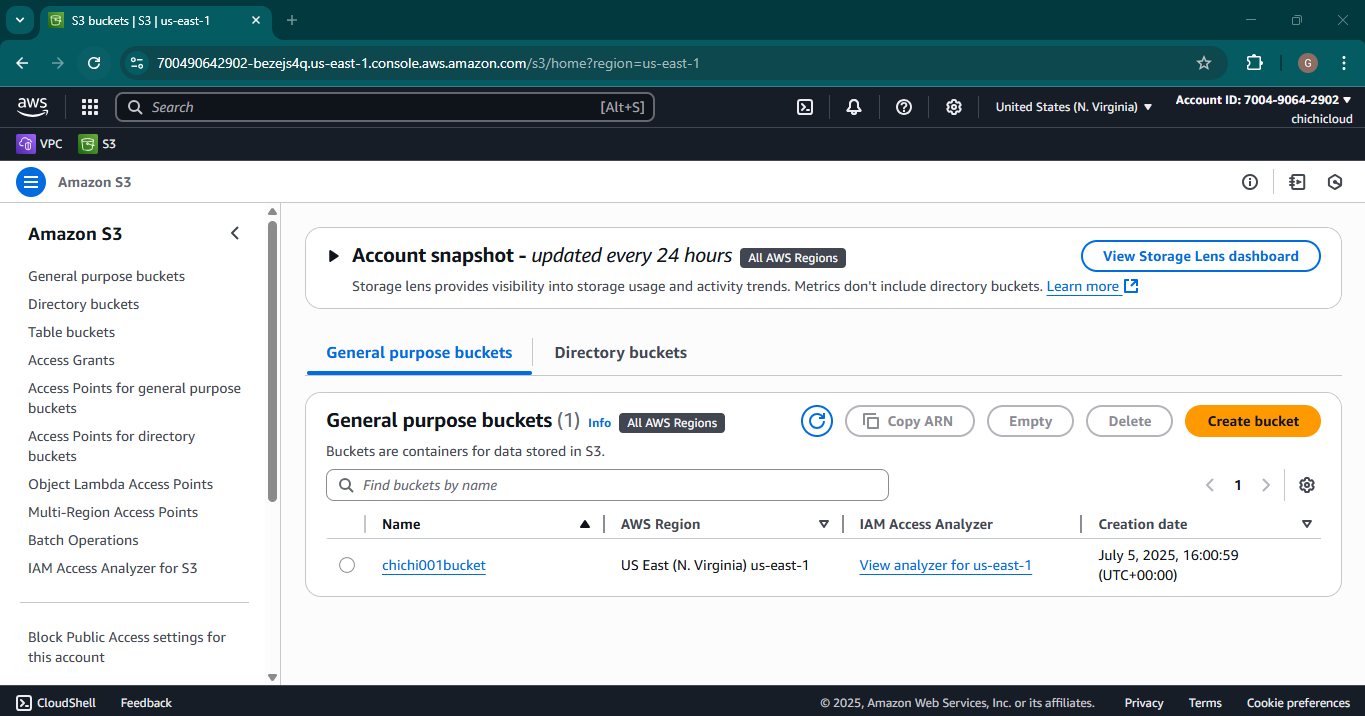 S3 buckets | S3 | us-east-1
700490642902-bezejs4q.us-east-1.console.aws.amazon.com/s3/home?region=us-east-1
G
aws
Search [Alt+S]
United States (N. Virginia)
Account ID: 7004-9064-2902
chichicloud
VPC S3
Amazon S3
Amazon S3
General purpose buckets
Directory buckets
Table buckets
Access Grants
Access Points for general purpose
buckets
Access Points for directory
buckets
Object Lambda Access Points
Multi-Region Access Points
Batch Operations
IAM Access Analyzer for S3
Block Public Access settings for
this account
Account snapshot - updated every 24 hours All AWS Regions
View Storage Lens dashboard
Storage lens provides visibility into storage usage and activity trends. Metrics don't include directory buckets. Learn more
General purpose buckets Directory buckets
General purpose buckets (1) Info All AWS Regions
Copy ARN Empty Delete Create bucket
Buckets are containers for data stored in S3.
Find buckets by name
1
Name AWS Region IAM Access Analyzer Creation date
chichi001bucket US East (N. Virginia) us-east-1 View analyzer for us-east-1 July 5, 2025, 16:00:59
(UTC+00:00)
CloudShell Feedback © 2025, Amazon Web Services, Inc. or its affiliates. Privacy Terms Cookie preferences